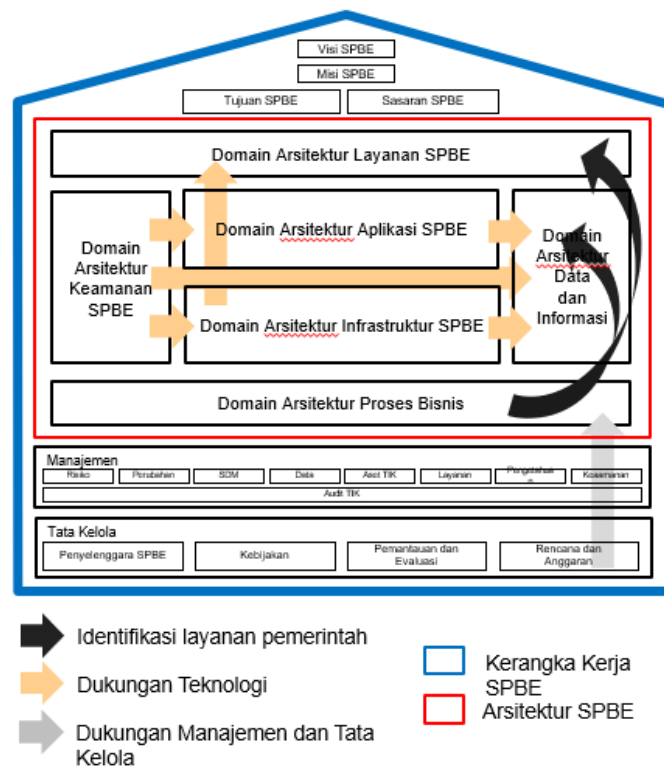 Visi SPBE
Misi SPBE
Tujuan SPBE
Sasaran SPBE
Domain Arsitektur Layanan SPBE
Domain
Arsitektur
Keamanan
SPBE
Domain Arsitektur Aplikasi SPBE
Domain Arsitektur Infrastruktur SPBE
Domain
Arsitektur
Data
dan
Informasi
Domain Arsitektur Proses Bisnis
Manajemen
Risiko
Perubahan
SDM
Data
Aset TIK
Layanan
Keamanan
Audit TIK
Tata Kelola
Penyelenggara SPBE
Kebijakan
Pemantauan dan
Evaluasi
Rencana dan
Anggaran
Identifikasi layanan pemerintah
Dukungan Teknologi
Dukungan Manajemen dan Tata
Kelola
Kerangka Kerja
SPBE
Arsitektur SPBE